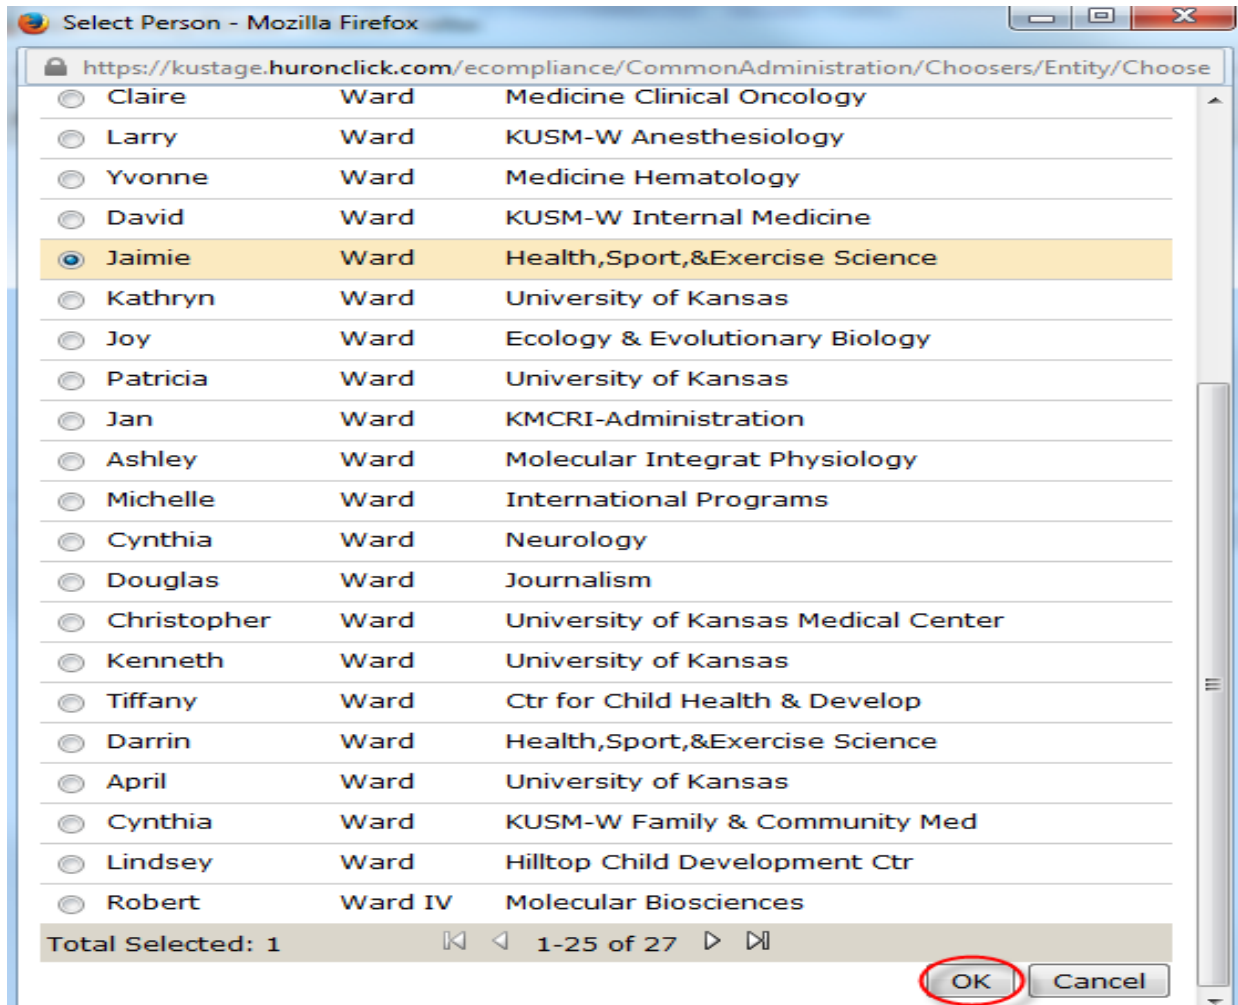 Select Person - Mozilla Firefox
https://kustage.huronclick.com/ecompliance/CommonAdministration/Choosers/Entity/Choose
Claire Ward Medicine Clinical Oncology
Larry Ward KUSM-W Anesthesiology
Yvonne Ward Medicine Hematology
David Ward KUSM-W Internal Medicine
Jaimie Ward Health,Sport,&Exercise Science
Kathryn Ward University of Kansas
Joy Ward Ecology & Evolutionary Biology
Patricia Ward University of Kansas
Jan Ward KMCRI-Administration
Ashley Ward Molecular Integrat Physiology
Michelle Ward International Programs
Cynthia Ward Neurology
Douglas Ward Journalism
Christopher Ward University of Kansas Medical Center
Kenneth Ward University of Kansas
Tiffany Ward Ctr for Child Health & Develop
Darrin Ward Health,Sport,&Exercise Science
April Ward University of Kansas
Cynthia Ward KUSM-W Family & Community Med
Lindsey Ward Hilltop Child Development Ctr
Robert Ward IV Molecular Biosciences
Total Selected: 1 1-25 of 27
OK Cancel